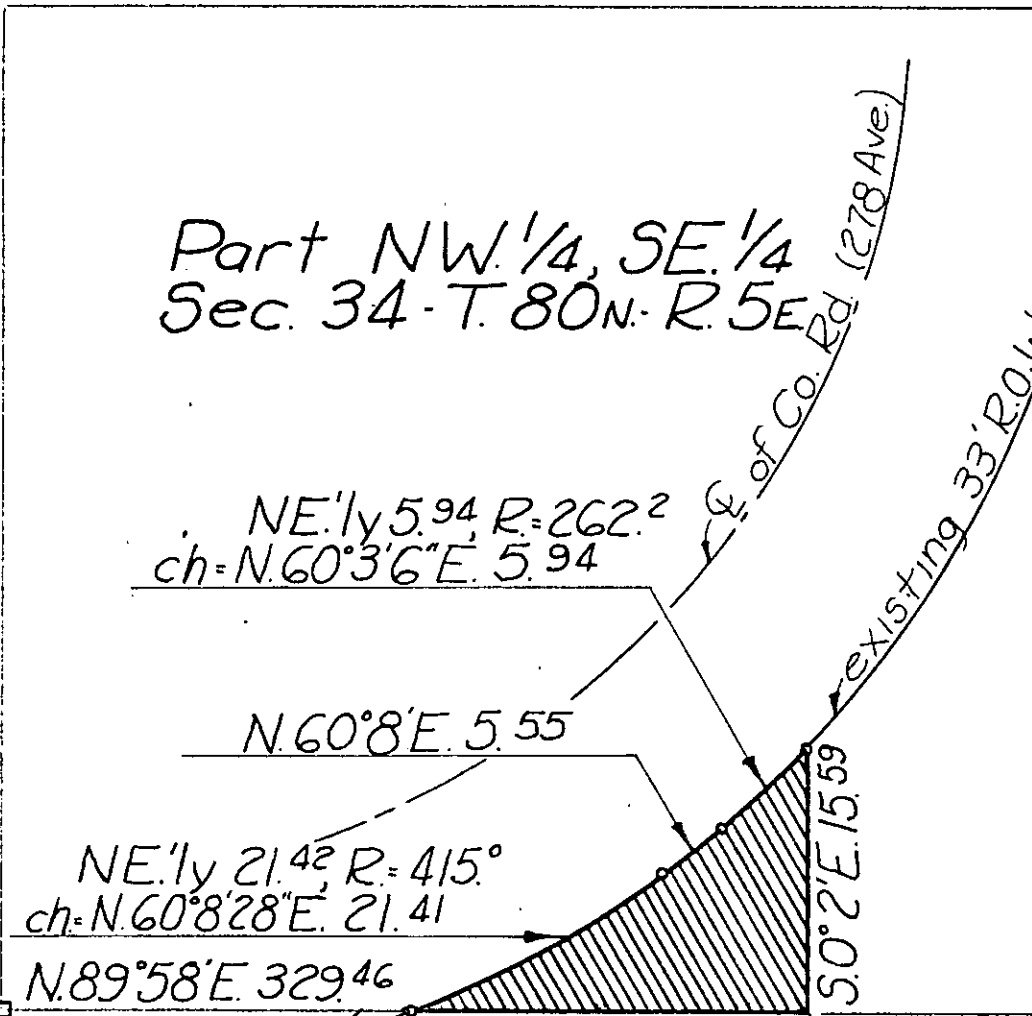 Part NW. 1/4, SE. 1/4
Sec. 34 - T. 80N. - R. 5E
℄ of Co. Rd. (278 Ave.)
existing 33' R.O.
NE.'ly 5.94, R.=262.2
ch=N.60°3'6"E. 5.94
N.60°8'E. 5.55
NE.'ly 21.42, R.=415.0
ch=N.60°8'28"E. 21.41
N.89°58'E. 329.46
S.0°2'E. 15.59